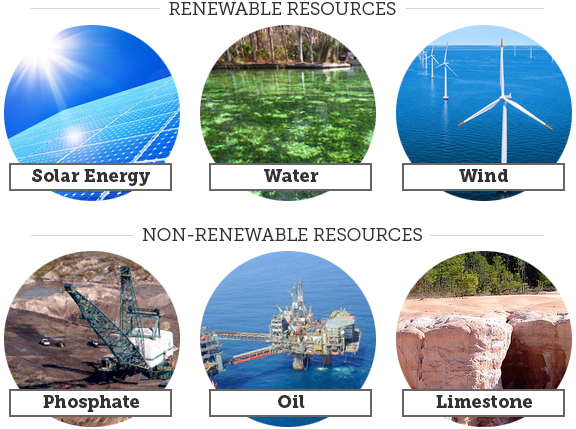 RENEWABLE RESOURCES
Solar Energy
Water
Wind
NON-RENEWABLE RESOURCES
Phosphate
Oil
Limestone